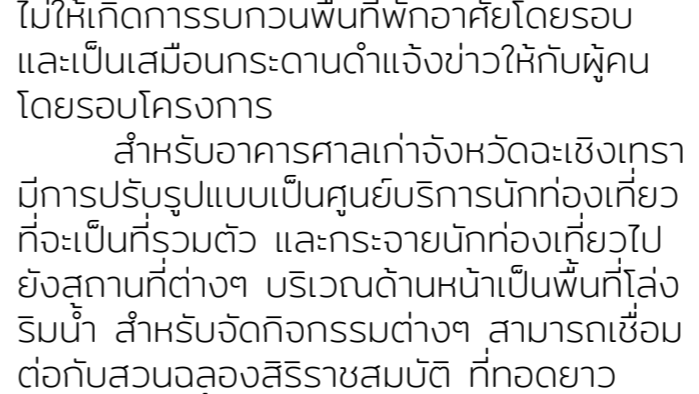 ไม่ให้เกิดการรบกวนพื้นที่พักอาศัยโดยรอบ
และเป็นเสมือนกระดานดำแจ้งข่าวให้กับผู้คน
โดยรอบโครงการ
สำหรับอาคารศาลเก่าจังหวัดฉะเชิงเทรา
มีการปรับรูปแบบเป็นศูนย์บริการนักท่องเที่ยว
ที่จะเป็นที่รวมตัว และกระจายนักท่องเที่ยวไป
ยังสถานที่ต่างๆ บริเวณด้านหน้าเป็นพื้นที่โล่ง
ริมน้ำ สำหรับจัดกิจกรรมต่างๆ สามารถเชื่อม
ต่อกับสวนฉลองสิริราชสมบัติ ที่ทอดยาว